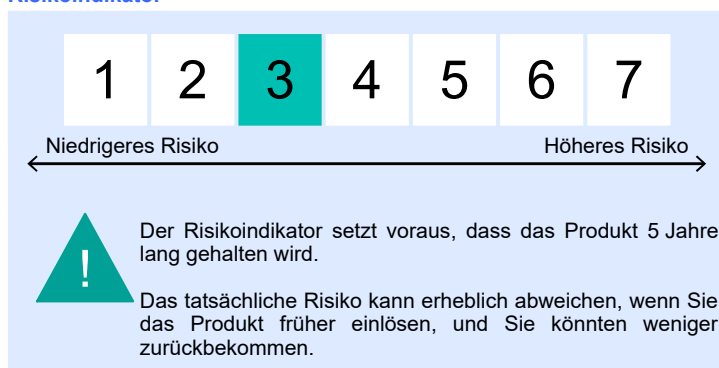 Risikoindikator
1 2 3 4 5 6 7
Niedrigeres Risiko Höheres Risiko
Der Risikoindikator setzt voraus, dass das Produkt 5 Jahre
lang gehalten wird.
!
Das tatsächliche Risiko kann erheblich abweichen, wenn Sie
das Produkt früher einlösen, und Sie könnten weniger
zurückbekommen.